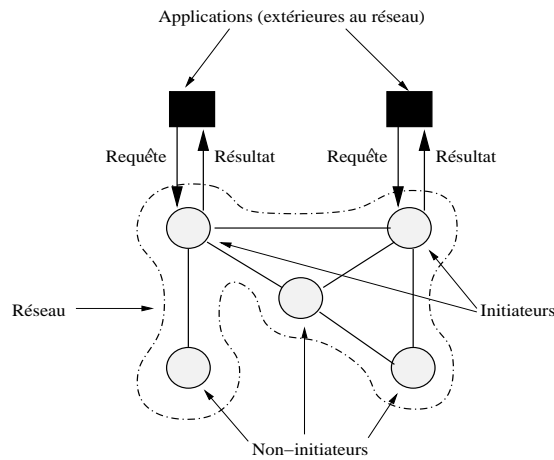 Applications (extérieures au réseau)
Requête
Résultat
Requête
Résultat
Réseau
Initiateurs
Non−initiateurs